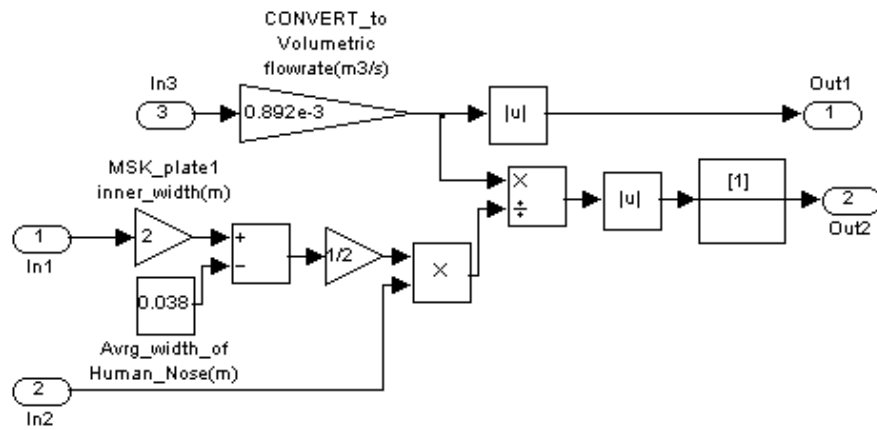 CONVERT_to
Volumetric
flowrate(m3/s)
In3
3
0.892e-3
|u|
Out1
1
MSK_plate1
inner_width(m)
1
In1
2
+
−
1/2
×
×
÷
|u|
[1]
2
Out2
0.038
Avrg_width_of
Human_Nose(m)
2
In2